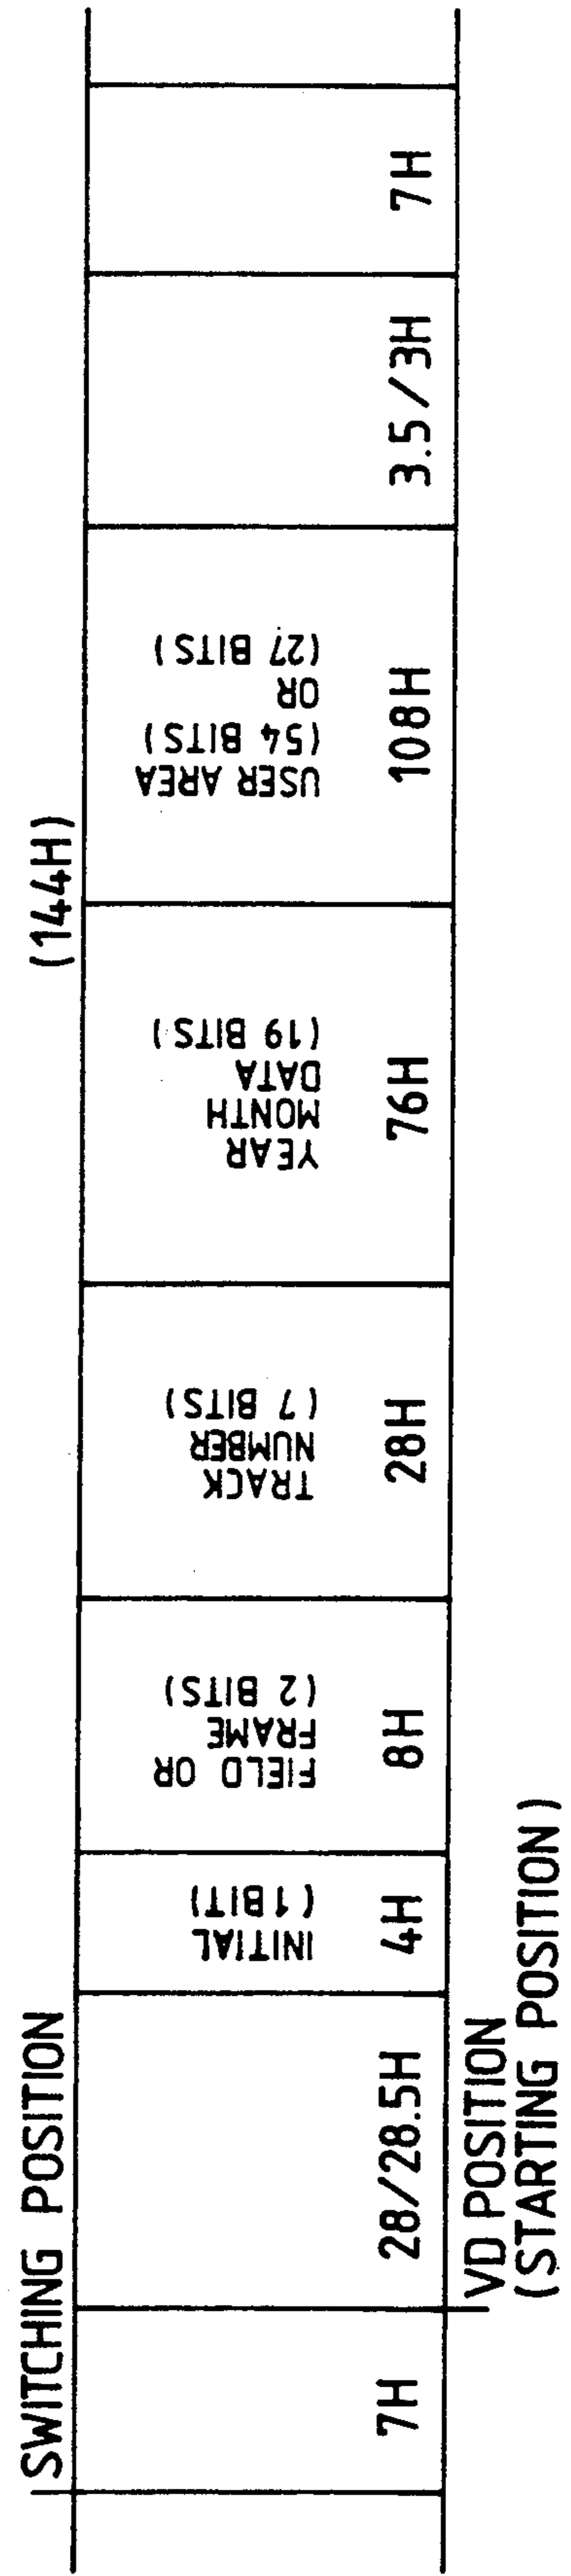 SWITCHING POSITION
(144H)
7H
28/28.5H
INITIAL
(1BIT)
4H
FIELD OR
FRAME
(2 BITS)
8H
TRACK
NUMBER
(7 BITS)
28H
YEAR
MONTH
DATA
(19 BITS)
76H
USER AREA
(54 BITS)
OR
(27 BITS)
108H
3.5/3H
7H
VD POSITION
(STARTING POSITION)